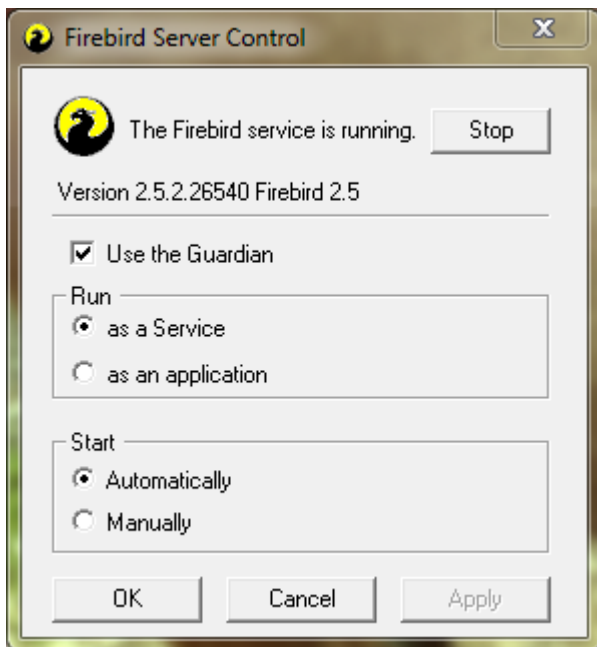 Firebird Server Control
The Firebird service is running. Stop
Version 2.5.2.26540 Firebird 2.5
Use the Guardian
Run
as a Service
as an application
Start
Automatically
Manually
OK Cancel Apply